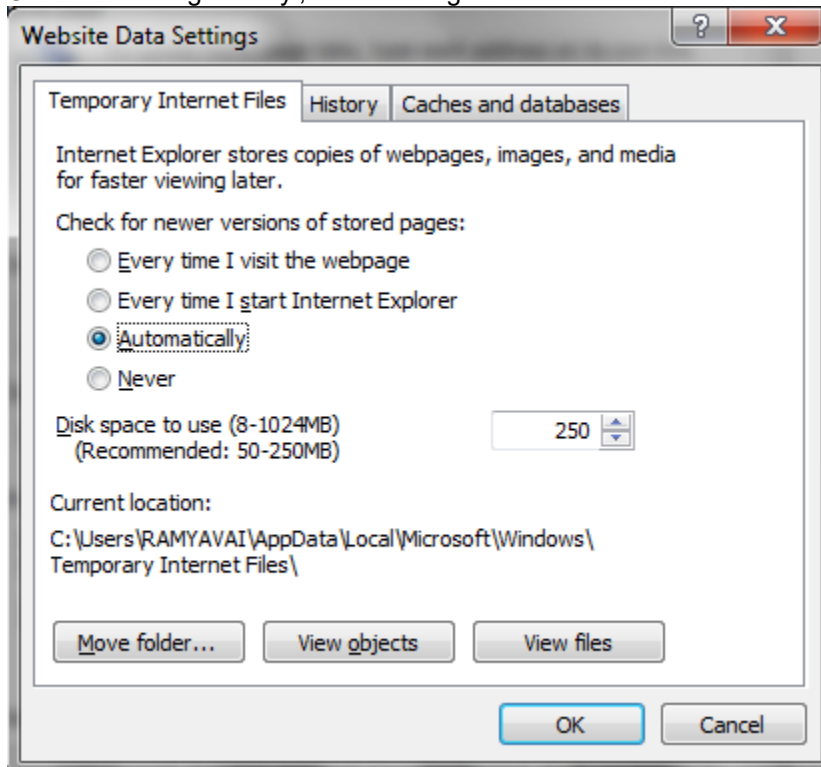 Website Data Settings
?
X
Temporary Internet Files History Caches and databases
Internet Explorer stores copies of webpages, images, and media
for faster viewing later.
Check for newer versions of stored pages:
Every time I visit the webpage
Every time I start Internet Explorer
Automatically
Never
Disk space to use (8-1024MB) 250
(Recommended: 50-250MB)
Current location:
C:\Users\RAMYAVAI\AppData\Local\Microsoft\Windows\
Temporary Internet Files\
Move folder... View objects View files
OK Cancel